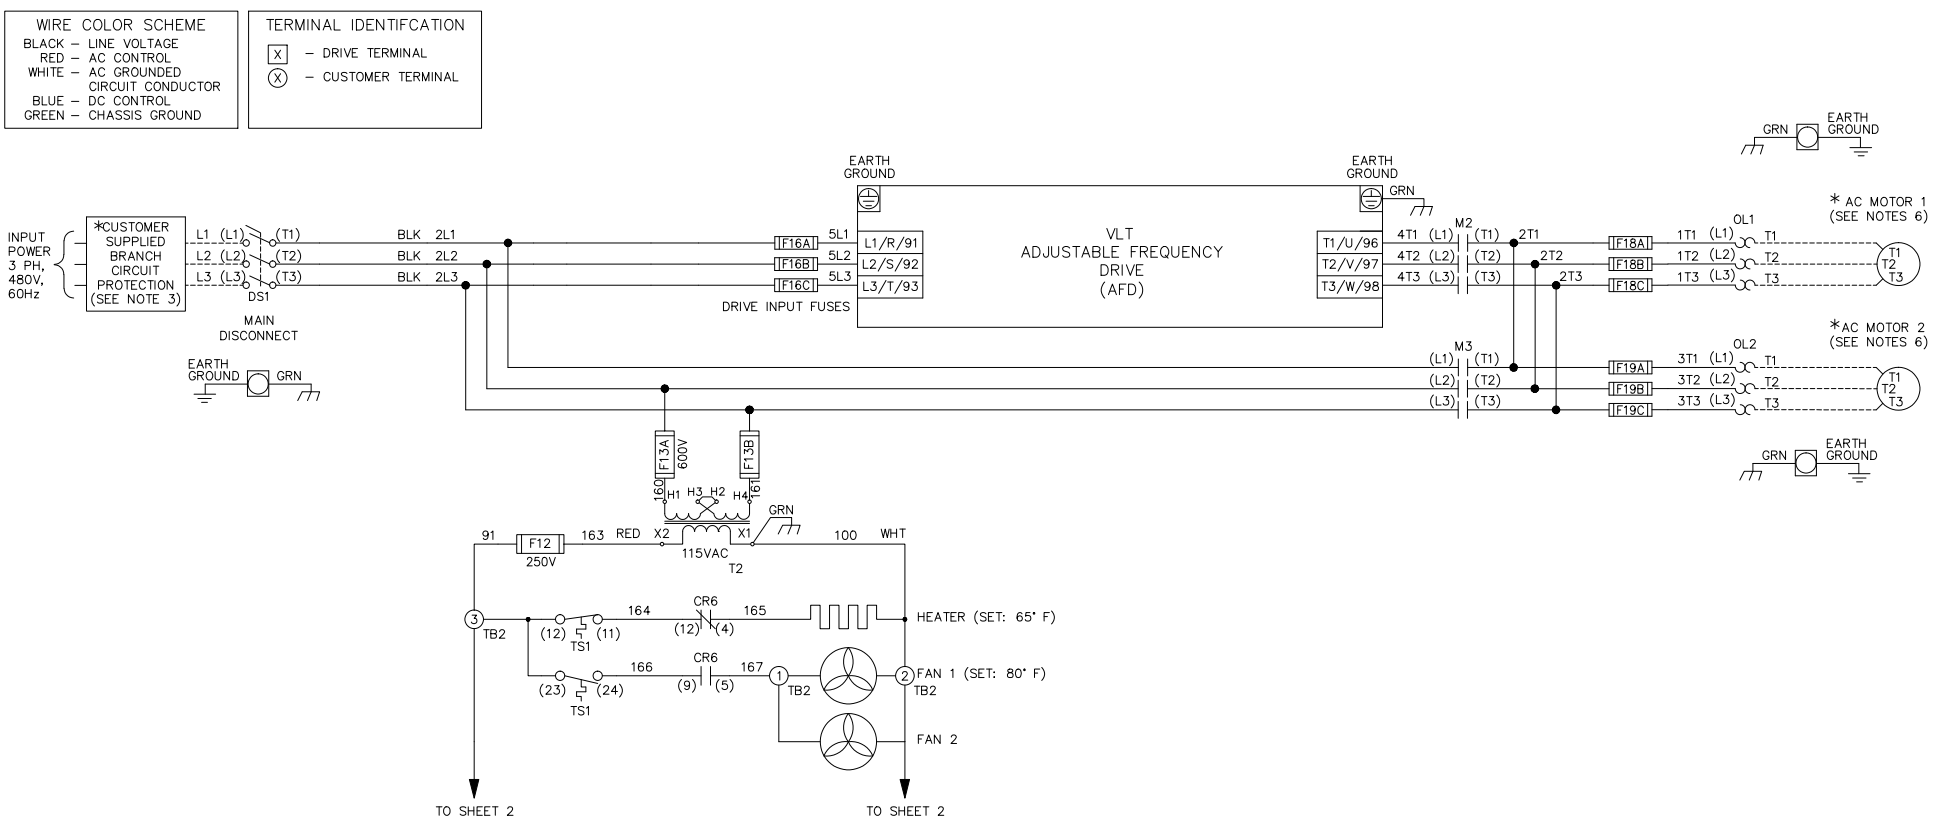 WIRE COLOR SCHEME
BLACK – LINE VOLTAGE
RED – AC CONTROL
WHITE – AC GROUNDED
CIRCUIT CONDUCTOR
BLUE – DC CONTROL
GREEN – CHASSIS GROUND
TERMINAL IDENTIFCATION
X – DRIVE TERMINAL
X – CUSTOMER TERMINAL
INPUT
POWER
3 PH,
480V,
60Hz
*CUSTOMER
SUPPLIED
BRANCH
CIRCUIT
PROTECTION
(SEE NOTE 3)
L1 (L1) (T1) BLK 2L1
L2 (L2) (T2) BLK 2L2
L3 (L3) (T3) BLK 2L3
DS1
MAIN
DISCONNECT
EARTH
GROUND GRN
F16A 5L1
F16B 5L2
F16C 5L3
DRIVE INPUT FUSES
EARTH
GROUND
L1/R/91
L2/S/92
L3/T/93
VLT
ADJUSTABLE FREQUENCY
DRIVE
(AFD)
EARTH
GROUND
GRN
T1/U/96
T2/V/97
T3/W/98
M2
4T1 (L1) (T1) 2T1
4T2 (L2) (T2) 2T2
4T3 (L3) (T3) 2T3
F18A
F18B
F18C
OL1
1T1 (L1) T1
1T2 (L2) T2
1T3 (L3) T3
GRN
EARTH
GROUND
* AC MOTOR 1
(SEE NOTES 6)
T1
T2
T3
M3
(L1) (T1)
(L2) (T2)
(L3) (T3)
F19A
F19B
F19C
OL2
3T1 (L1) T1
3T2 (L2) T2
3T3 (L3) T3
* AC MOTOR 2
(SEE NOTES 6)
T1
T2
T3
GRN
EARTH
GROUND
F13A
600V
F13B
160
161
H1 H3 H2 H4
GRN
91 F12 163 RED X2 X1 100 WHT
250V
115VAC
T2
3
TB2
(12) (11)
TS1
164
CR6
(12) (4)
165
HEATER (SET: 65° F)
(23) (24)
TS1
166
CR6
(9) (5)
167
1
TB2
2
TB2
FAN 1 (SET: 80° F)
FAN 2
TO SHEET 2
TO SHEET 2